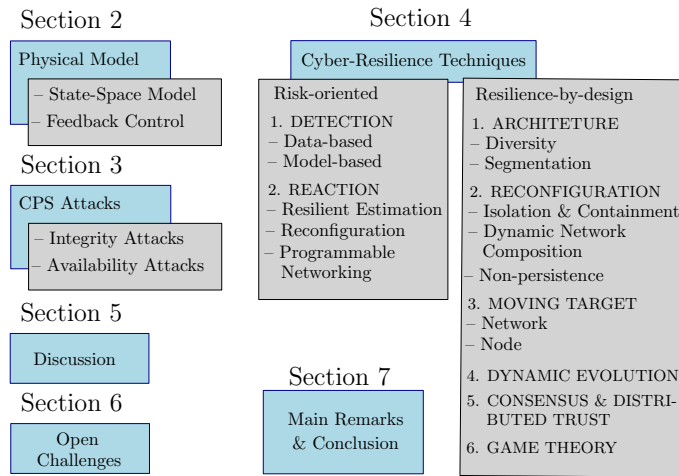 Section 2
Physical Model
– State-Space Model
– Feedback Control
Section 3
CPS Attacks
– Integrity Attacks
– Availability Attacks
Section 5
Discussion
Section 6
Open
Challenges
Section 4
Cyber-Resilience Techniques
Risk-oriented
1. DETECTION
– Data-based
– Model-based
2. REACTION
– Resilient Estimation
– Reconfiguration
– Programmable
Networking
Resilience-by-design
1. ARCHITETURE
– Diversity
– Segmentation
2. RECONFIGURATION
– Isolation & Containment
– Dynamic Network
Composition
– Non-persistence
3. MOVING TARGET
– Network
– Node
4. DYNAMIC EVOLUTION
5. CONSENSUS & DISTRI-
BUTED TRUST
6. GAME THEORY
Section 7
Main Remarks
& Conclusion